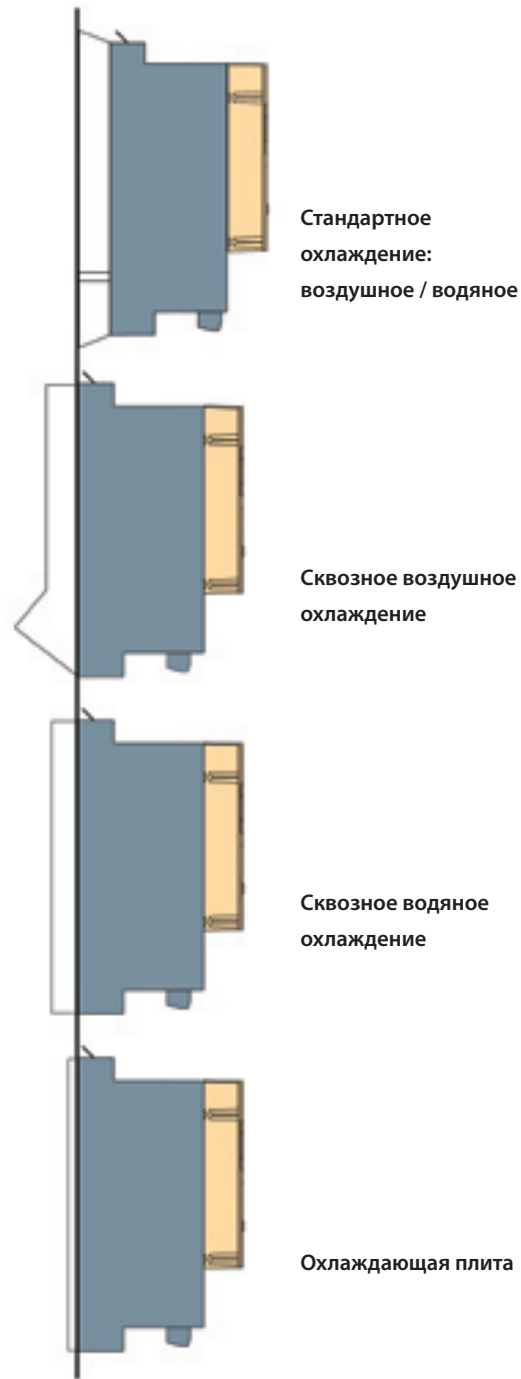 Стандартное
охлаждение:
воздушное / водяное
Сквозное воздушное
охлаждение
Сквозное водяное
охлаждение
Охлаждающая плита